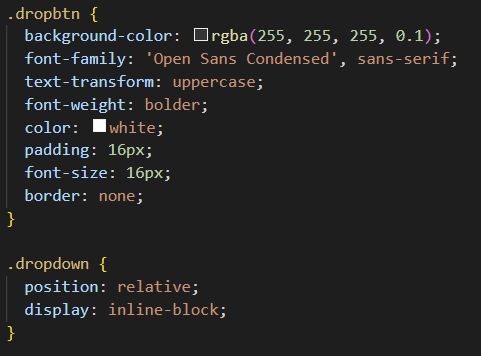 .dropbtn {
  background-color: rgba(255, 255, 255, 0.1);
  font-family: 'Open Sans Condensed', sans-serif;
  text-transform: uppercase;
  font-weight: bolder;
  color: white;
  padding: 16px;
  font-size: 16px;
  border: none;
}

.dropdown {
  position: relative;
  display: inline-block;
}